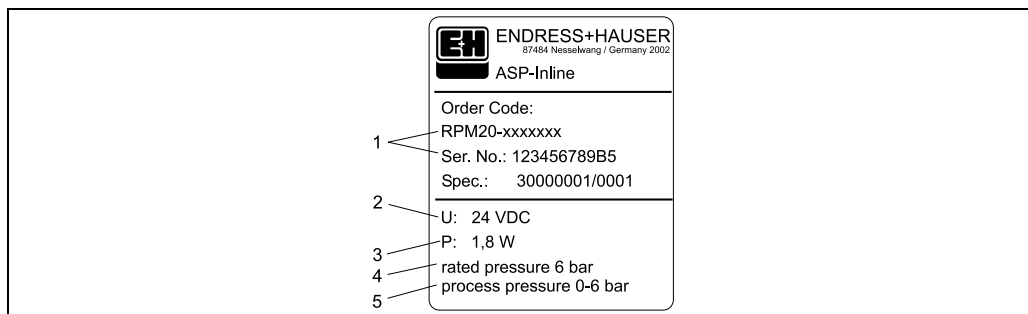 E+H
ENDRESS+HAUSER
87484 Nesselwang / Germany 2002
ASP-Inline
Order Code:
1
RPM20-xxxxxxx
Ser. No.: 123456789B5
Spec.: 30000001/0001
2
U: 24 VDC
3
P: 1,8 W
4
rated pressure 6 bar
5
process pressure 0-6 bar